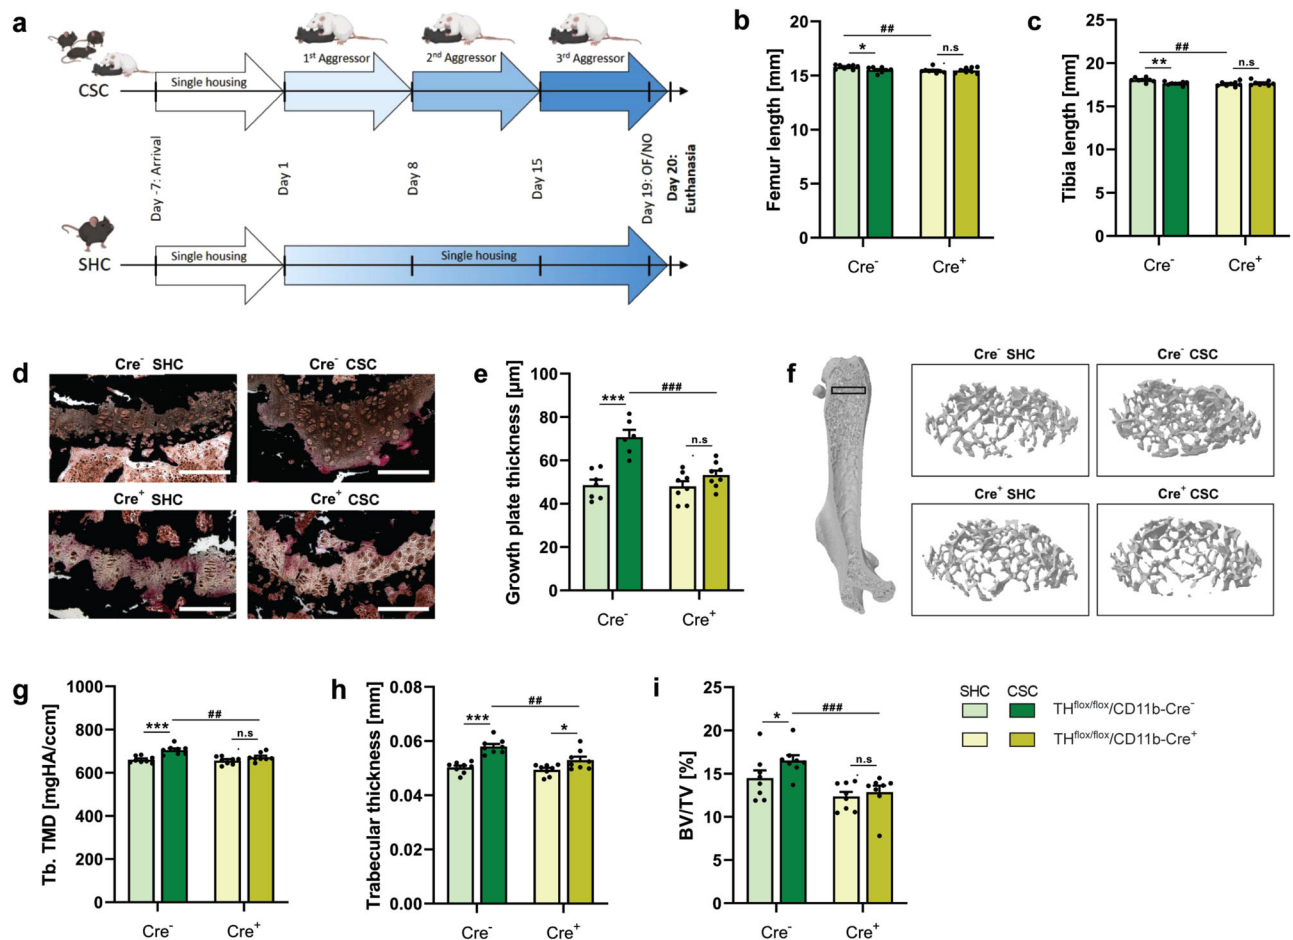 a
CSC
Single housing
1st Aggressor
2nd Aggressor
3rd Aggressor
Day -7: Arrival
Day 1
Day 8
Day 15
Day 19: OF/NO
Day 20:
Euthanasia
SHC
Single housing
Single housing
b
Femur length [mm]
20
15
10
5
0
##
*
n.s
Cre-
Cre+
c
Tibia length [mm]
25
20
15
10
5
0
##
**
n.s
Cre-
Cre+
d
Cre- SHC
Cre- CSC
Cre+ SHC
Cre+ CSC
e
Growth plate thickness [µm]
100
80
60
40
20
0
###
***
n.s
Cre-
Cre+
f
Cre- SHC
Cre- CSC
Cre+ SHC
Cre+ CSC
g
Tb. TMD [mgHA/ccm]
1000
800
600
400
200
0
##
***
n.s
Cre-
Cre+
h
Trabecular thickness [mm]
0.08
0.06
0.04
0.02
0.00
##
***
*
Cre-
Cre+
i
BV/TV [%]
25
20
15
10
5
0
###
*
n.s
Cre-
Cre+
SHC CSC
THflox/flox/CD11b-Cre-
THflox/flox/CD11b-Cre+